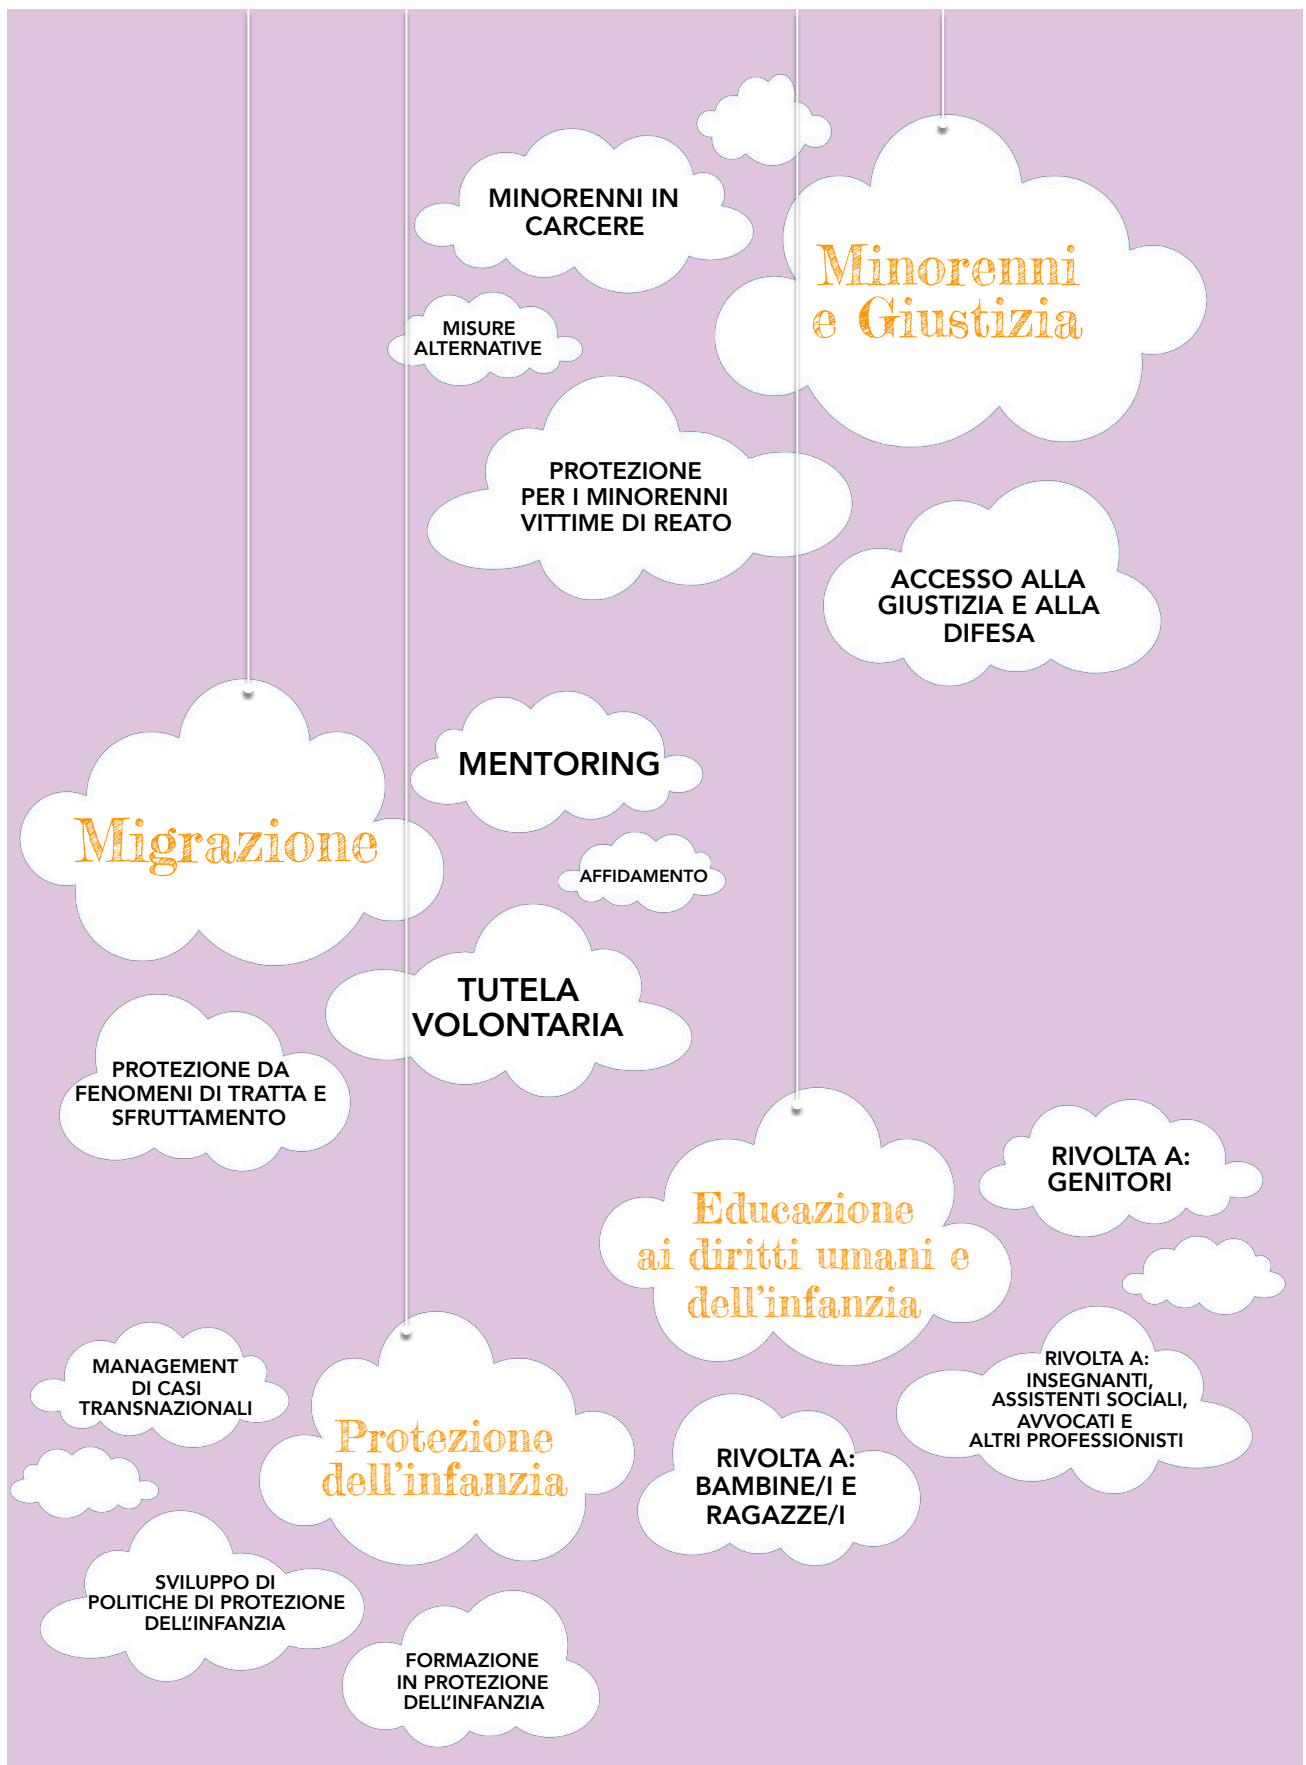 MINORENNI IN
CARCERE
Minorenni
e Giustizia
MISURE
ALTERNATIVE
PROTEZIONE
PER I MINORENNI
VITTIME DI REATO
ACCESSO ALLA
GIUSTIZIA E ALLA
DIFESA
Migrazione
MENTORING
AFFIDAMENTO
TUTELA
VOLONTARIA
PROTEZIONE DA
FENOMENI DI TRATTA E
SFRUTTAMENTO
Educazione
ai diritti umani e
dell'infanzia
RIVOLTA A:
GENITORI
RIVOLTA A:
INSEGNANTI,
ASSISTENTI SOCIALI,
AVVOCATI E
ALTRI PROFESSIONISTI
RIVOLTA A:
BAMBINE/I E
RAGAZZE/I
Protezione
dell'infanzia
MANAGEMENT
DI CASI
TRANSNAZIONALI
SVILUPPO DI
POLITICHE DI PROTEZIONE
DELL'INFANZIA
FORMAZIONE
IN PROTEZIONE
DELL'INFANZIA